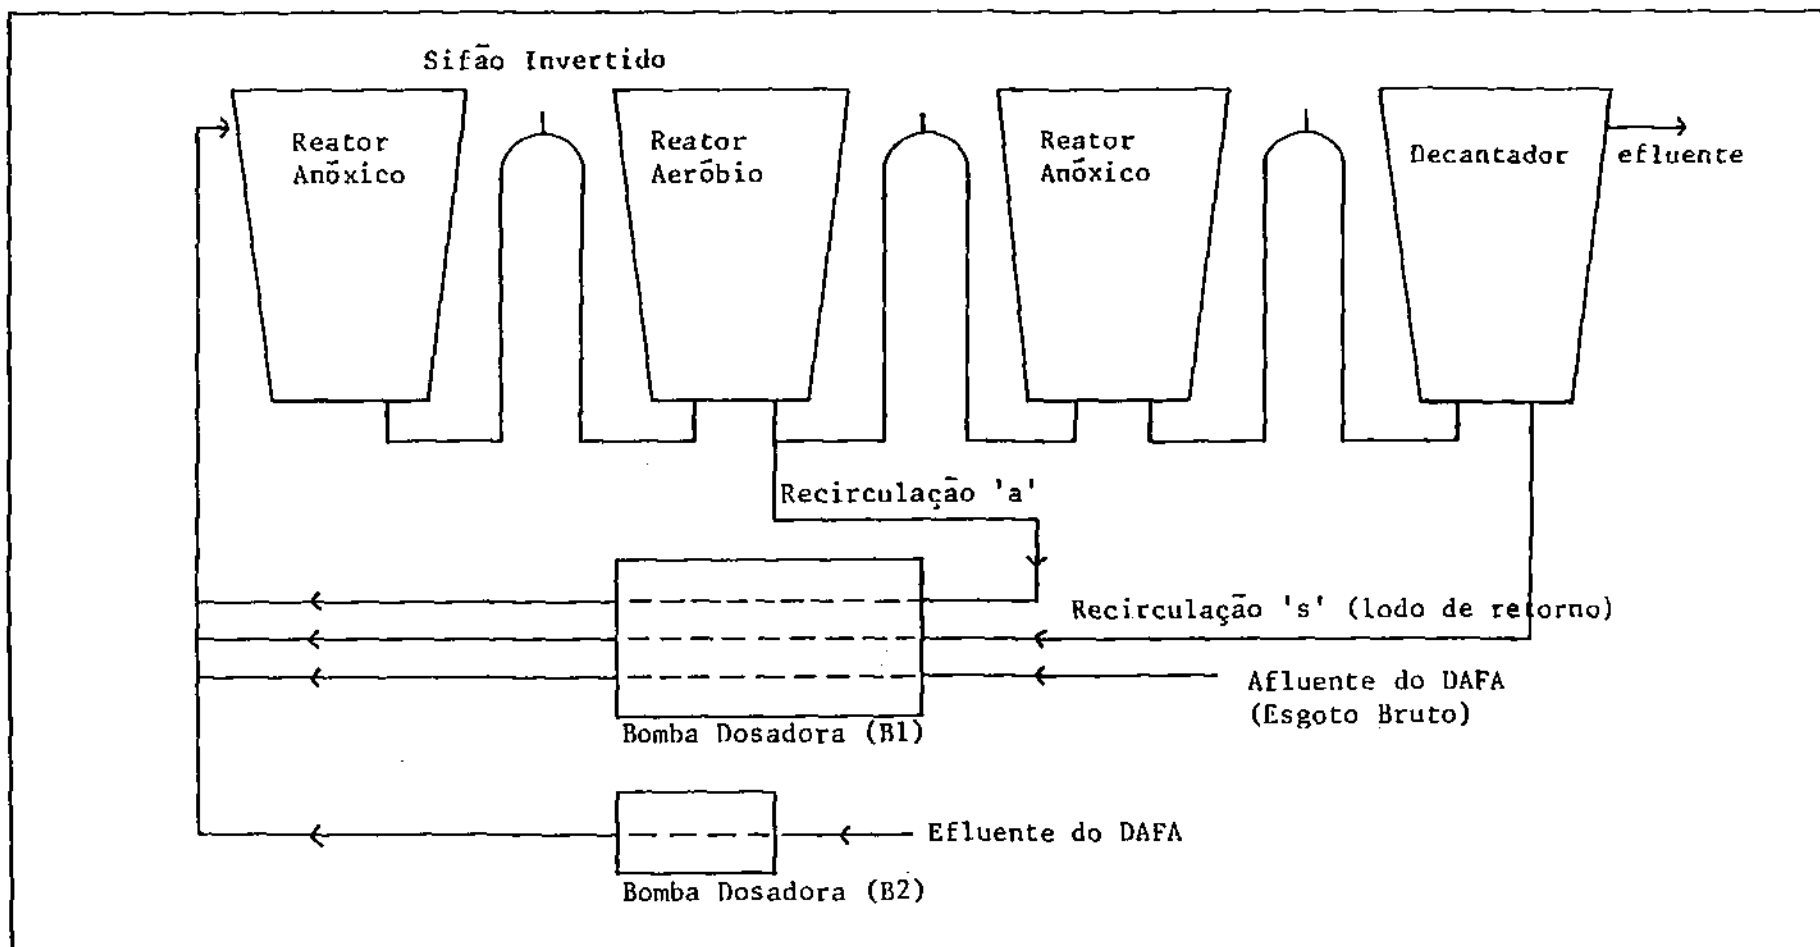 Sifão Invertido
Reator
Anóxico
Reator
Aeróbio
Reator
Anóxico
Decantador
efluente
Recirculação 'a'
Recirculação 's' (lodo de retorno)
Afluente do DAFA
(Esgoto Bruto)
Bomba Dosadora (B1)
Efluente do DAFA
Bomba Dosadora (B2)